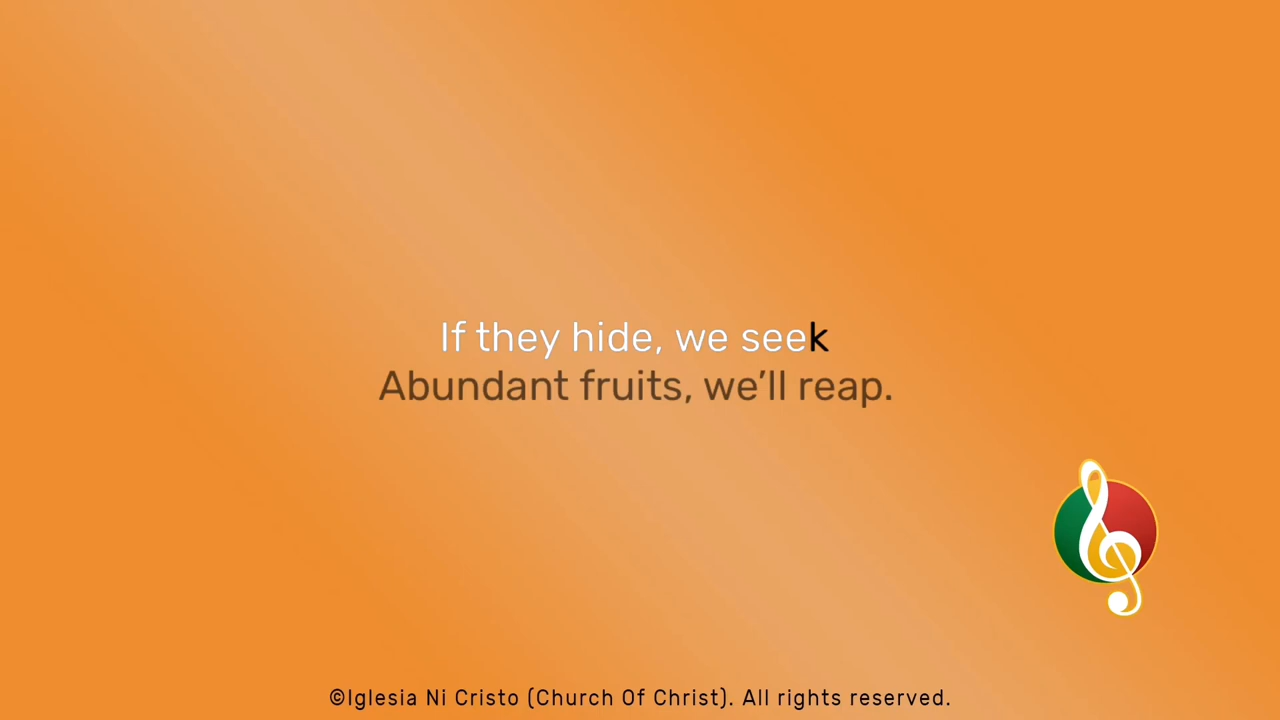 If they hide, we seek
Abundant fruits, we’ll reap.
©Iglesia Ni Cristo (Church Of Christ). All rights reserved.